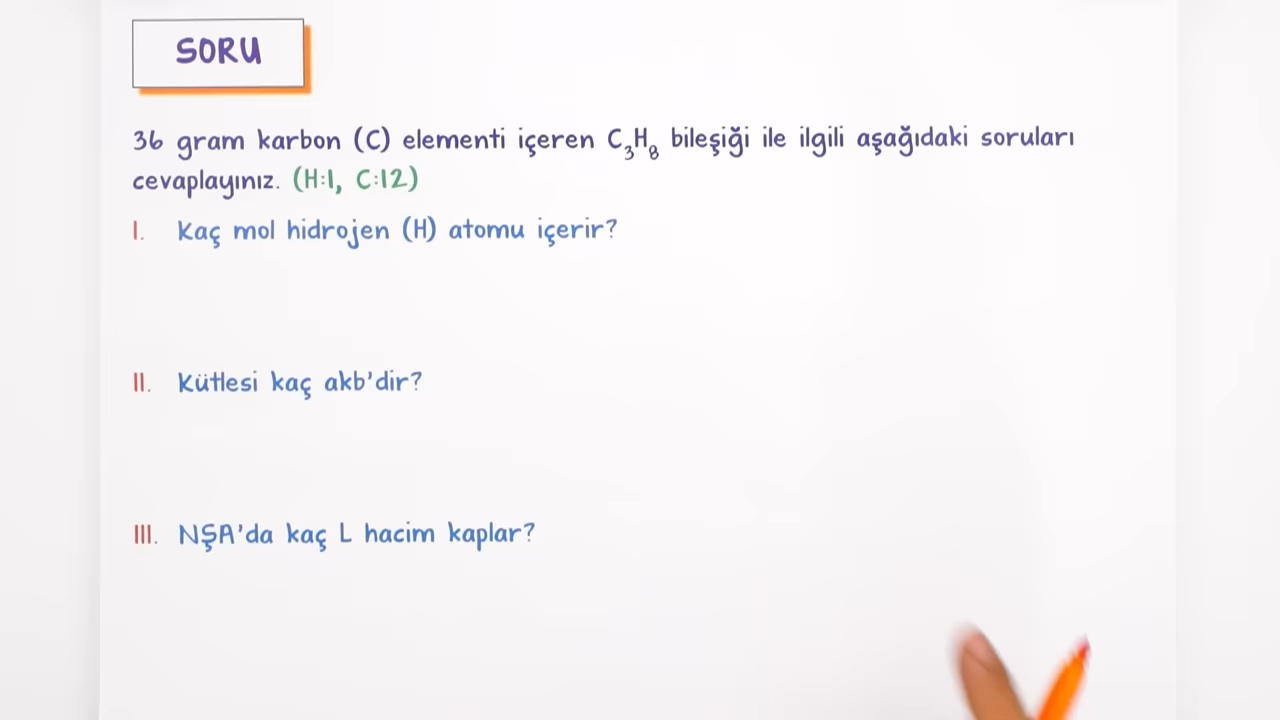 SORU
36 gram karbon (C) elementi içeren C₃H₈ bileşiği ile ilgili aşağıdaki soruları
cevaplayınız. (H:1, C:12)
I. Kaç mol hidrojen (H) atomu içerir?
II. Kütlesi kaç akb'dir?
III. NŞA'da kaç L hacim kaplar?